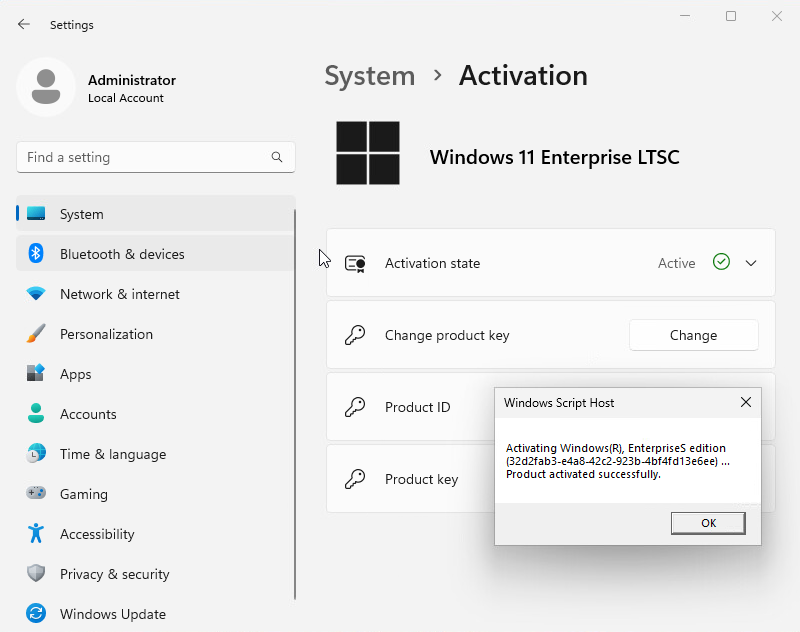 Settings
Administrator
Local Account
Find a setting
System
Bluetooth & devices
Network & internet
Personalization
Apps
Accounts
Time & language
Gaming
Accessibility
Privacy & security
Windows Update
System > Activation
Windows 11 Enterprise LTSC
Activation state Active
Change product key Change
Product ID
Product key
Windows Script Host
Activating Windows(R), EnterpriseS edition
(32d2fab3-e4a8-42c2-923b-4bf4fd13e6ee) ...
Product activated successfully.
OK